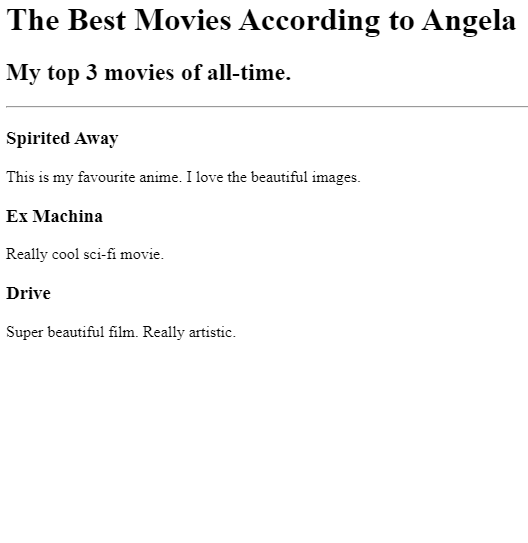 The Best Movies According to Angela
My top 3 movies of all-time.
Spirited Away
This is my favourite anime. I love the beautiful images.
Ex Machina
Really cool sci-fi movie.
Drive
Super beautiful film. Really artistic.